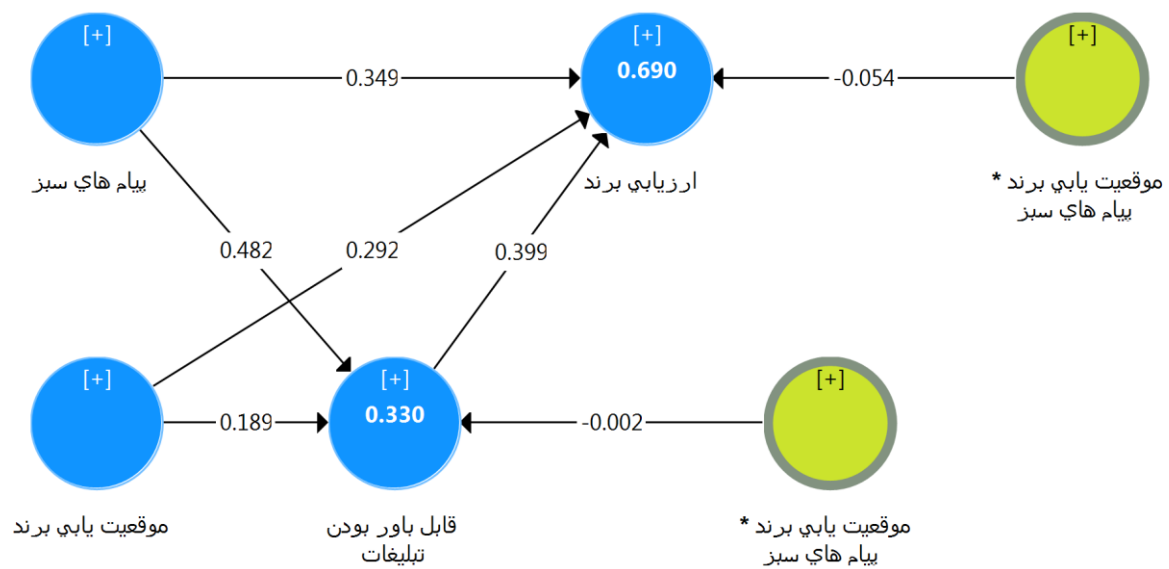 [+]
[+]
0.690
[+]
0.349
-0.054
پيام هاي سبز
ارزيابي برند
موقعيت يابي برند *
پيام هاي سبز
0.482
0.292
0.399
[+]
[+]
0.330
[+]
0.189
-0.002
موقعيت يابي برند
قابل باور بودن
تبليغات
موقعيت يابي برند *
پيام هاي سبز